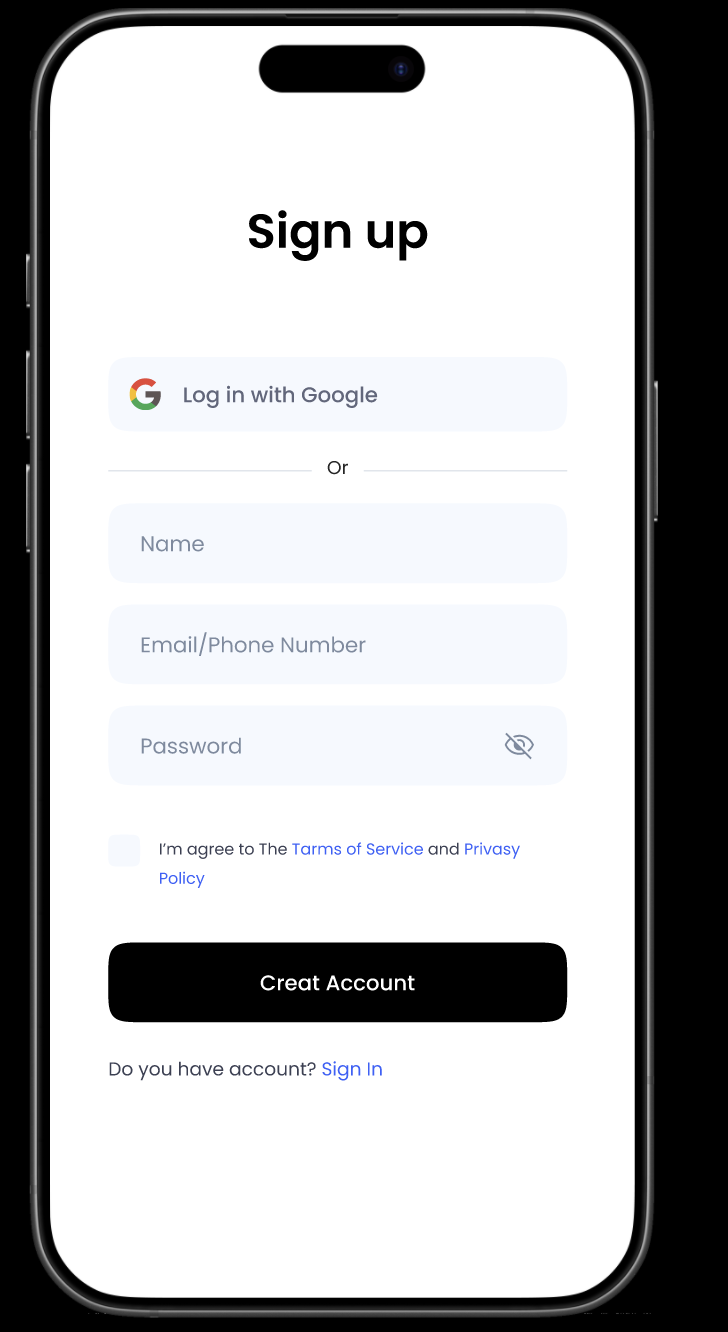 Sign up
Log in with Google
Or
Name
Email/Phone Number
Password
I'm agree to The Tarms of Service and Privasy
Policy
Creat Account
Do you have account? Sign In